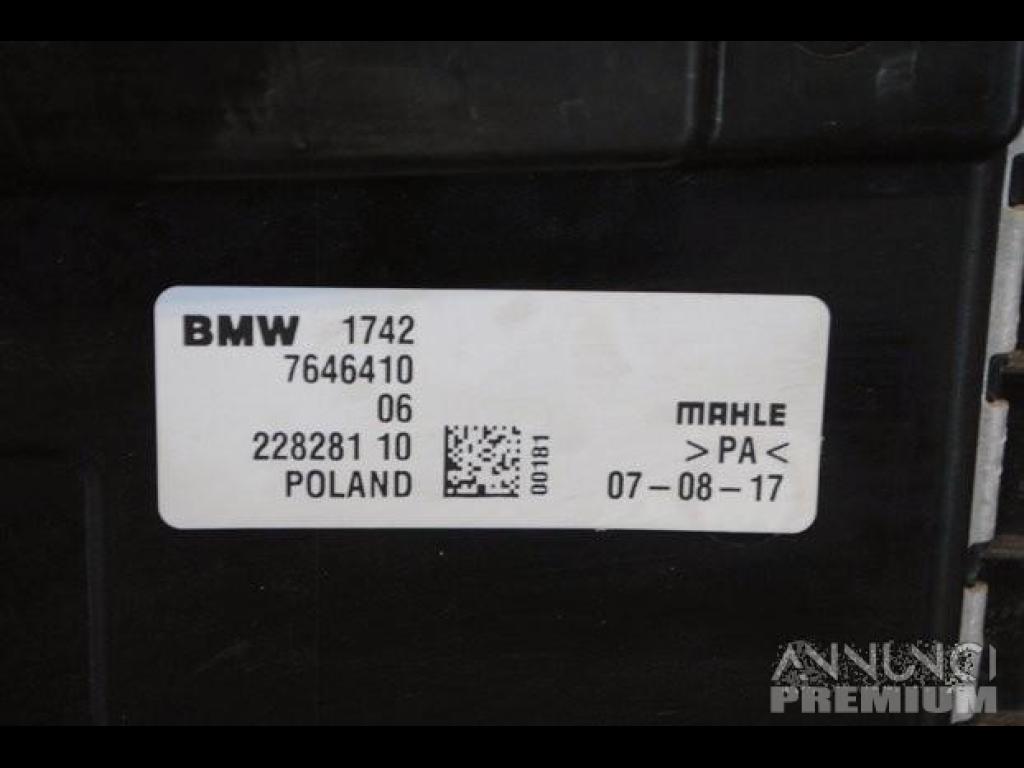 BMW 1742
7646410
06
228281 10
POLAND
00181
MAHLE
>PA<
07-08-17
ANNUNCI
PREMIUM